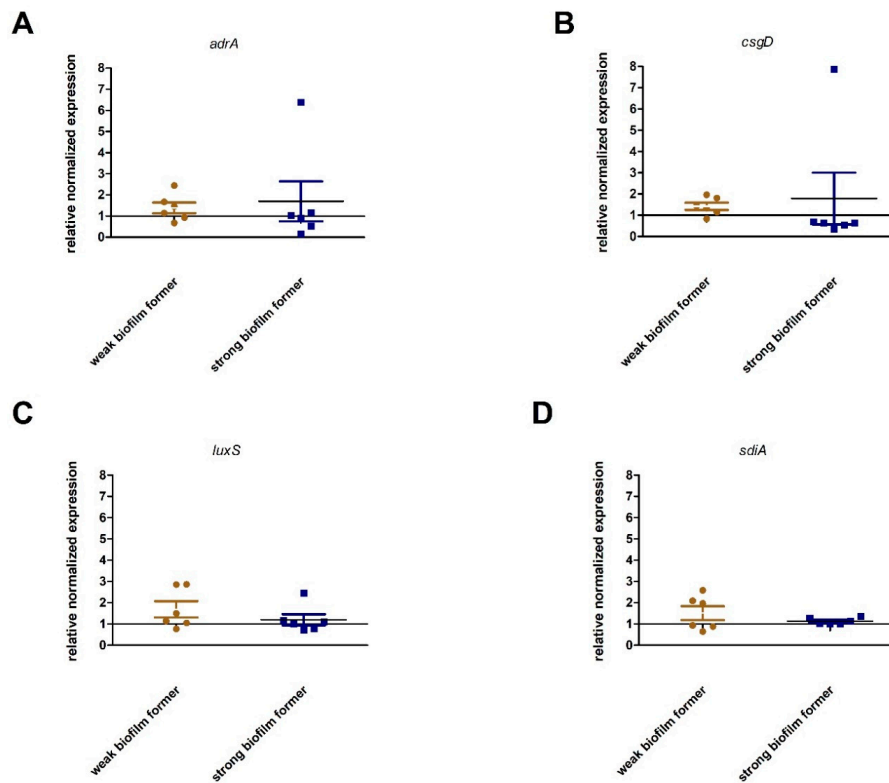 A
adrA
relative normalized expression
8
7
6
5
4
3
2
1
0
weak biofilm former
strong biofilm former
B
csgD
relative normalized expression
8
7
6
5
4
3
2
1
0
weak biofilm former
strong biofilm former
C
luxS
relative normalized expression
8
7
6
5
4
3
2
1
0
weak biofilm former
strong biofilm former
D
sdiA
relative normalized expression
8
7
6
5
4
3
2
1
0
weak biofilm former
strong biofilm former